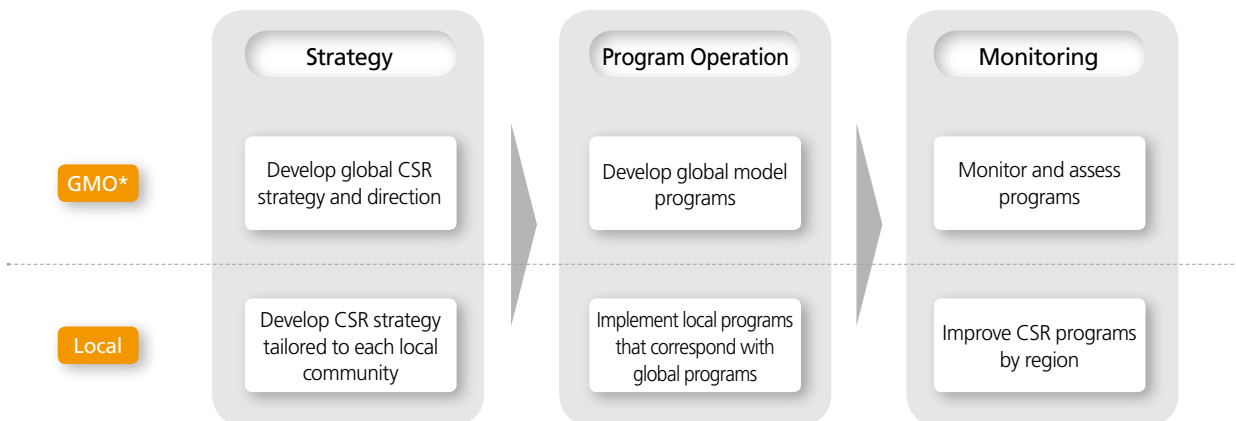 Strategy
Program Operation
Monitoring
GMO*
Develop global CSR
strategy and direction
Develop global model
programs
Monitor and assess
programs
Local
Develop CSR strategy
tailored to each local
community
Implement local programs
that correspond with
global programs
Improve CSR programs
by region